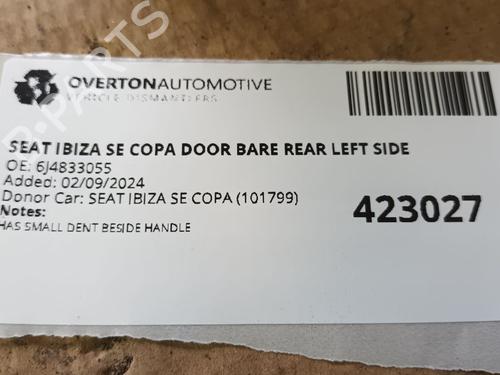 OVERTONAUTOMOTIVE
VEHICLE DISMANTLERS
SEAT IBIZA SE COPA DOOR BARE REAR LEFT SIDE
OE: 6J4833055
Added: 02/09/2024
Donor Car: SEAT IBIZA SE COPA (101799)
Notes:
HAS SMALL DENT BESIDE HANDLE
423027